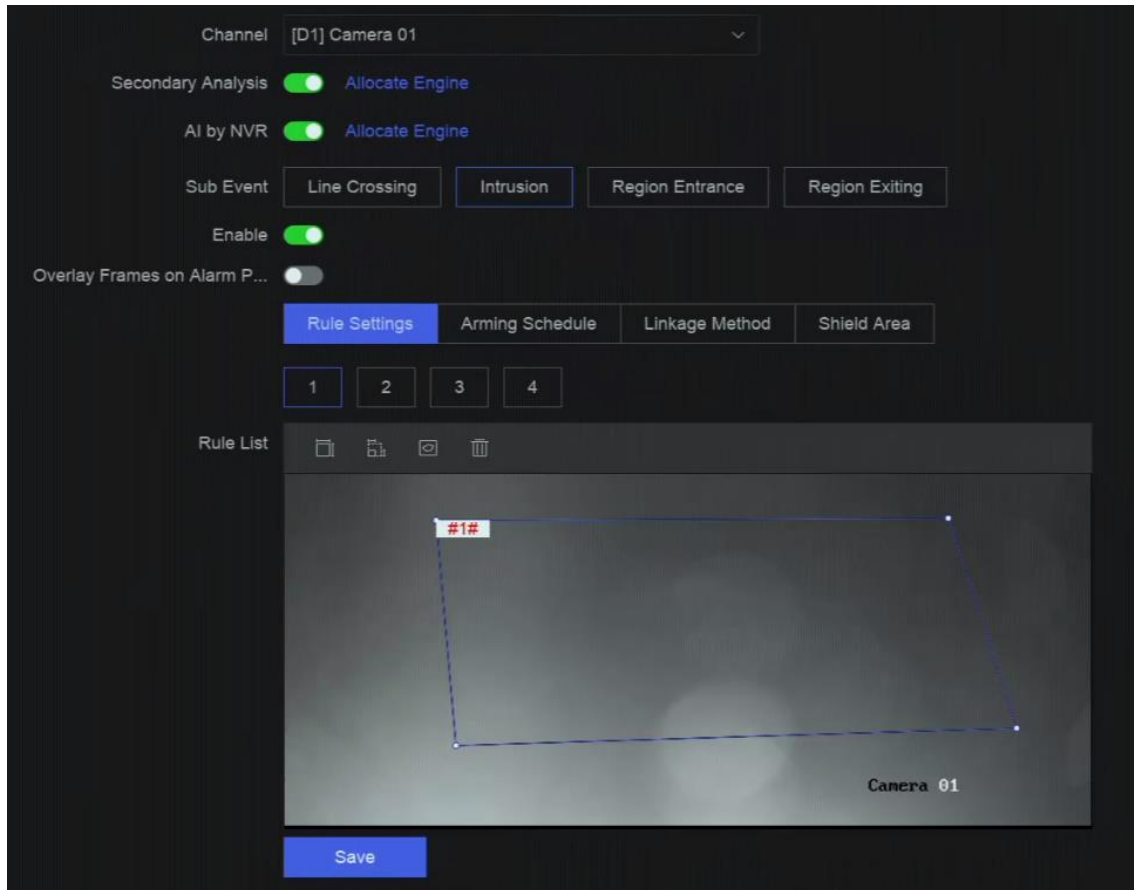 Channel [D1] Camera 01
Secondary Analysis Allocate Engine
AI by NVR Allocate Engine
Sub Event Line Crossing Intrusion Region Entrance Region Exiting
Enable
Overlay Frames on Alarm P...
Rule Settings Arming Schedule Linkage Method Shield Area
1 2 3 4
Rule List
#1#
Camera 01
Save